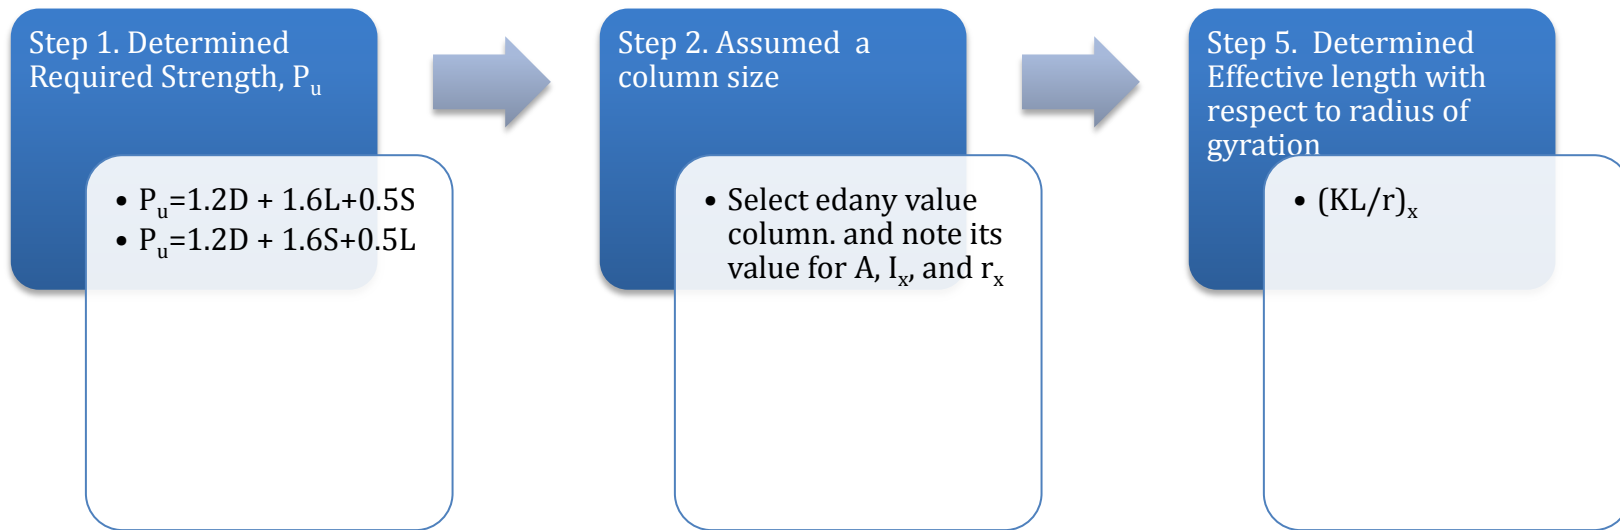 Step 1. Determined
Required Strength, Pᵤ
• Pᵤ=1.2D + 1.6L+0.5S
• Pᵤ=1.2D + 1.6S+0.5L
Step 2. Assumed  a
column size
• Select edany value
column. and note its
value for A, Iₓ, and rₓ
Step 5.  Determined
Effective length with
respect to radius of
gyration
• (KL/r)ₓ